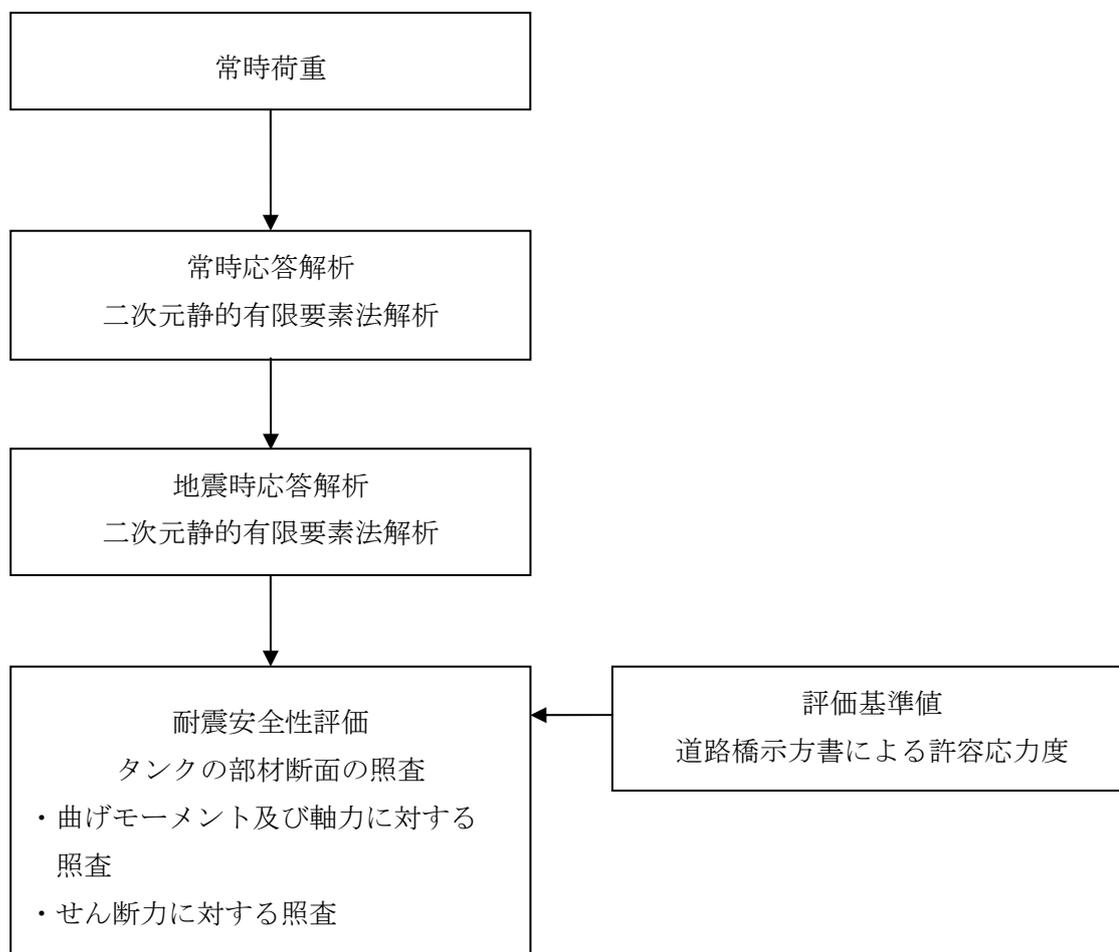 常時荷重
常時応答解析
二次元静的有限要素法解析
地震時応答解析
二次元静的有限要素法解析
耐震安全性評価
タンクの部材断面の照査
・曲げモーメント及び軸力に対する
照査
・せん断力に対する照査
評価基準値
道路橋示方書による許容応力度